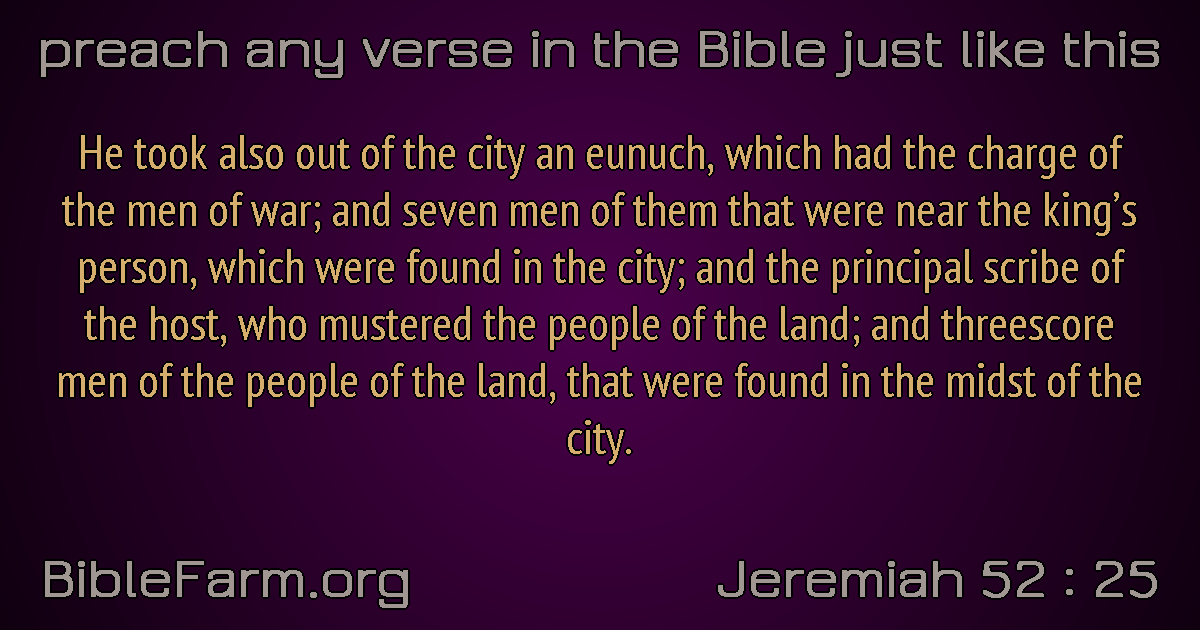 preach any verse in the Bible just like this
He took also out of the city an eunuch, which had the charge of
the men of war; and seven men of them that were near the king’s
person, which were found in the city; and the principal scribe of
the host, who mustered the people of the land; and threescore
men of the people of the land, that were found in the midst of the
city.
BibleFarm.org
Jeremiah 52 : 25